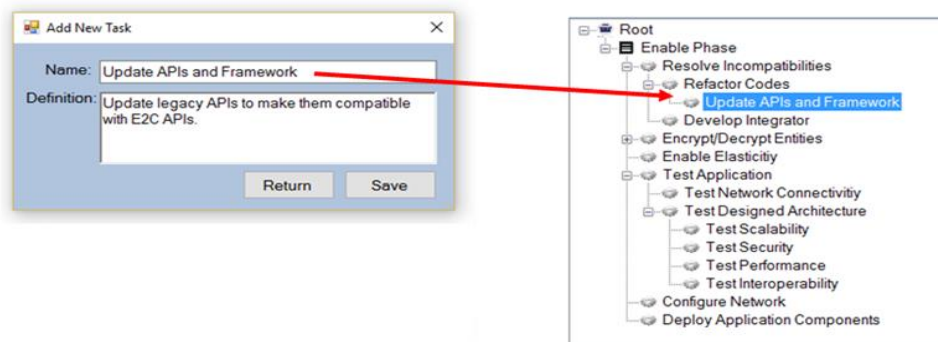 Add New Task
Name: Update APIs and Framework
Definition: Update legacy APIs to make them compatible
with E2C APIs.
Return Save
Root
Enable Phase
Resolve Incompatibilities
Refactor Codes
Update APIs and Framework
Develop Integrator
Encrypt/Decrypt Entities
Enable Elasticitiy
Test Application
Test Network Connectivitiy
Test Designed Architecture
Test Scalability
Test Security
Test Performance
Test Interoperability
Configure Network
Deploy Application Components